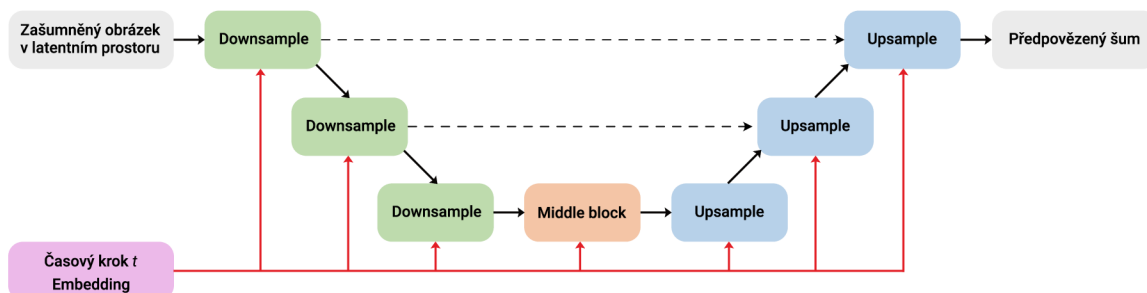 Zašumněný obrázek
v latentním prostoru
Downsample
Upsample
Předpovězený šum
Downsample
Upsample
Downsample
Middle block
Upsample
Časový krok t
Embedding